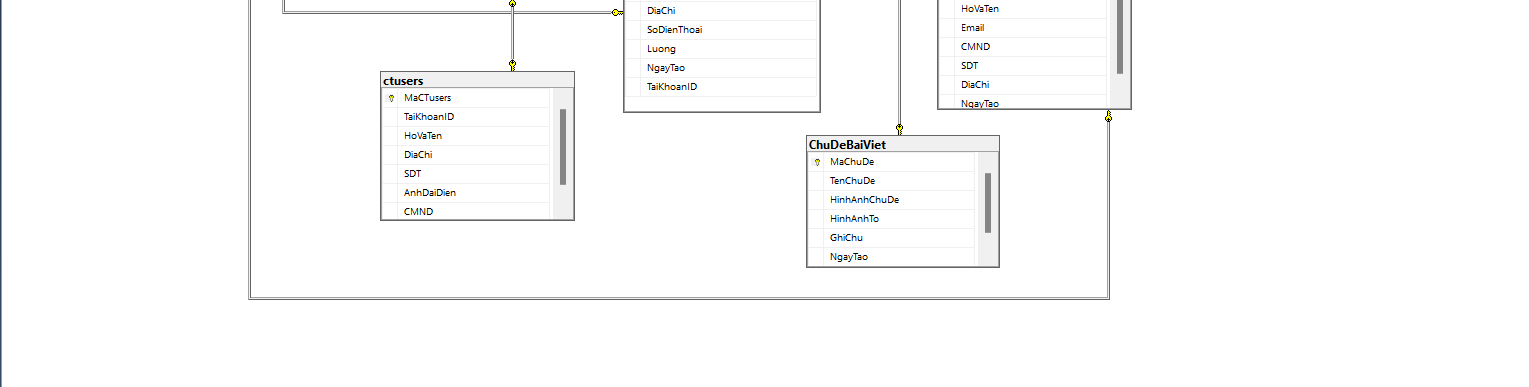 DiaChi
SoDienThoai
Luong
NgayTao
TaiKhoanID
HoVaTen
Email
CMND
SDT
DiaChi
NgayTao
ctusers
MaCTusers
TaiKhoanID
HoVaTen
DiaChi
SDT
AnhDaiDien
CMND
ChuDeBaiViet
MaChuDe
TenChuDe
HinhAnhChuDe
HinhAnhTo
GhiChu
NgayTao